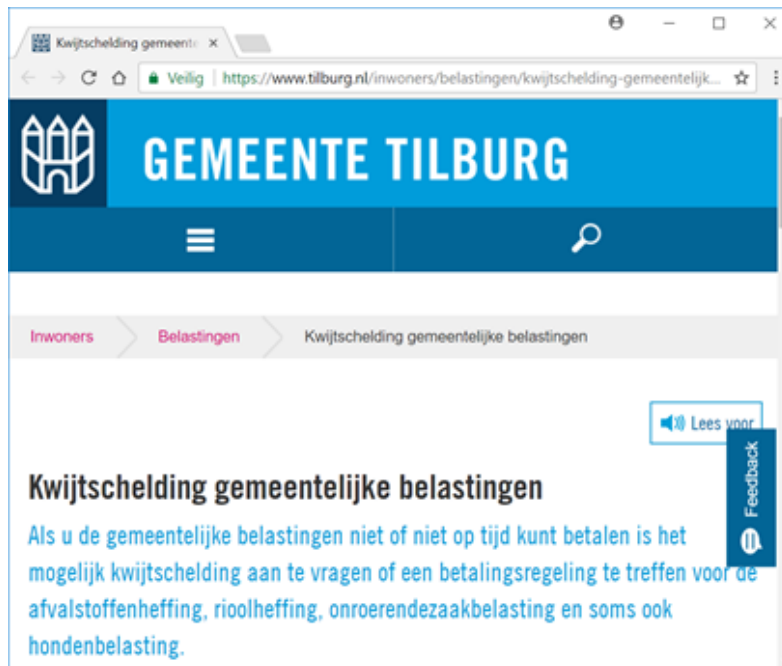 Kwijtschelding gemeente
Veilig | https://www.tilburg.nl/inwoners/belastingen/kwijtschelding-gemeentelijk...
GEMEENTE TILBURG
Inwoners Belastingen Kwijtschelding gemeentelijke belastingen
Lees voor
Feedback
Kwijtschelding gemeentelijke belastingen
Als u de gemeentelijke belastingen niet of niet op tijd kunt betalen is het
mogelijk kwijtschelding aan te vragen of een betalingsregeling te treffen voor de
afvalstoffenheffing, rioolheffing, onroerendezaakbelasting en soms ook
hondenbelasting.